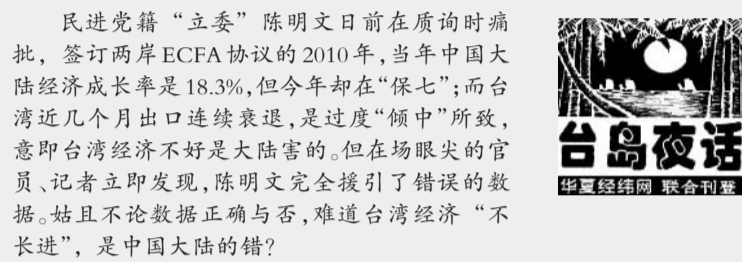 民进党籍“立委”陈明文日前在质询时痛
批，签订两岸ECFA协议的2010年，当年中国大
陆经济成长率是18.3%，但今年却在“保七”；而台
湾近几个月出口连续衰退，是过度“倾中”所致，
意即台湾经济不好是大陆害的。但在场眼尖的官
员、记者立即发现，陈明文完全援引了错误的数
据。姑且不论数据正确与否，难道台湾经济“不
长进”，是中国大陆的错？
台岛夜话
华夏经纬网 联合刊登